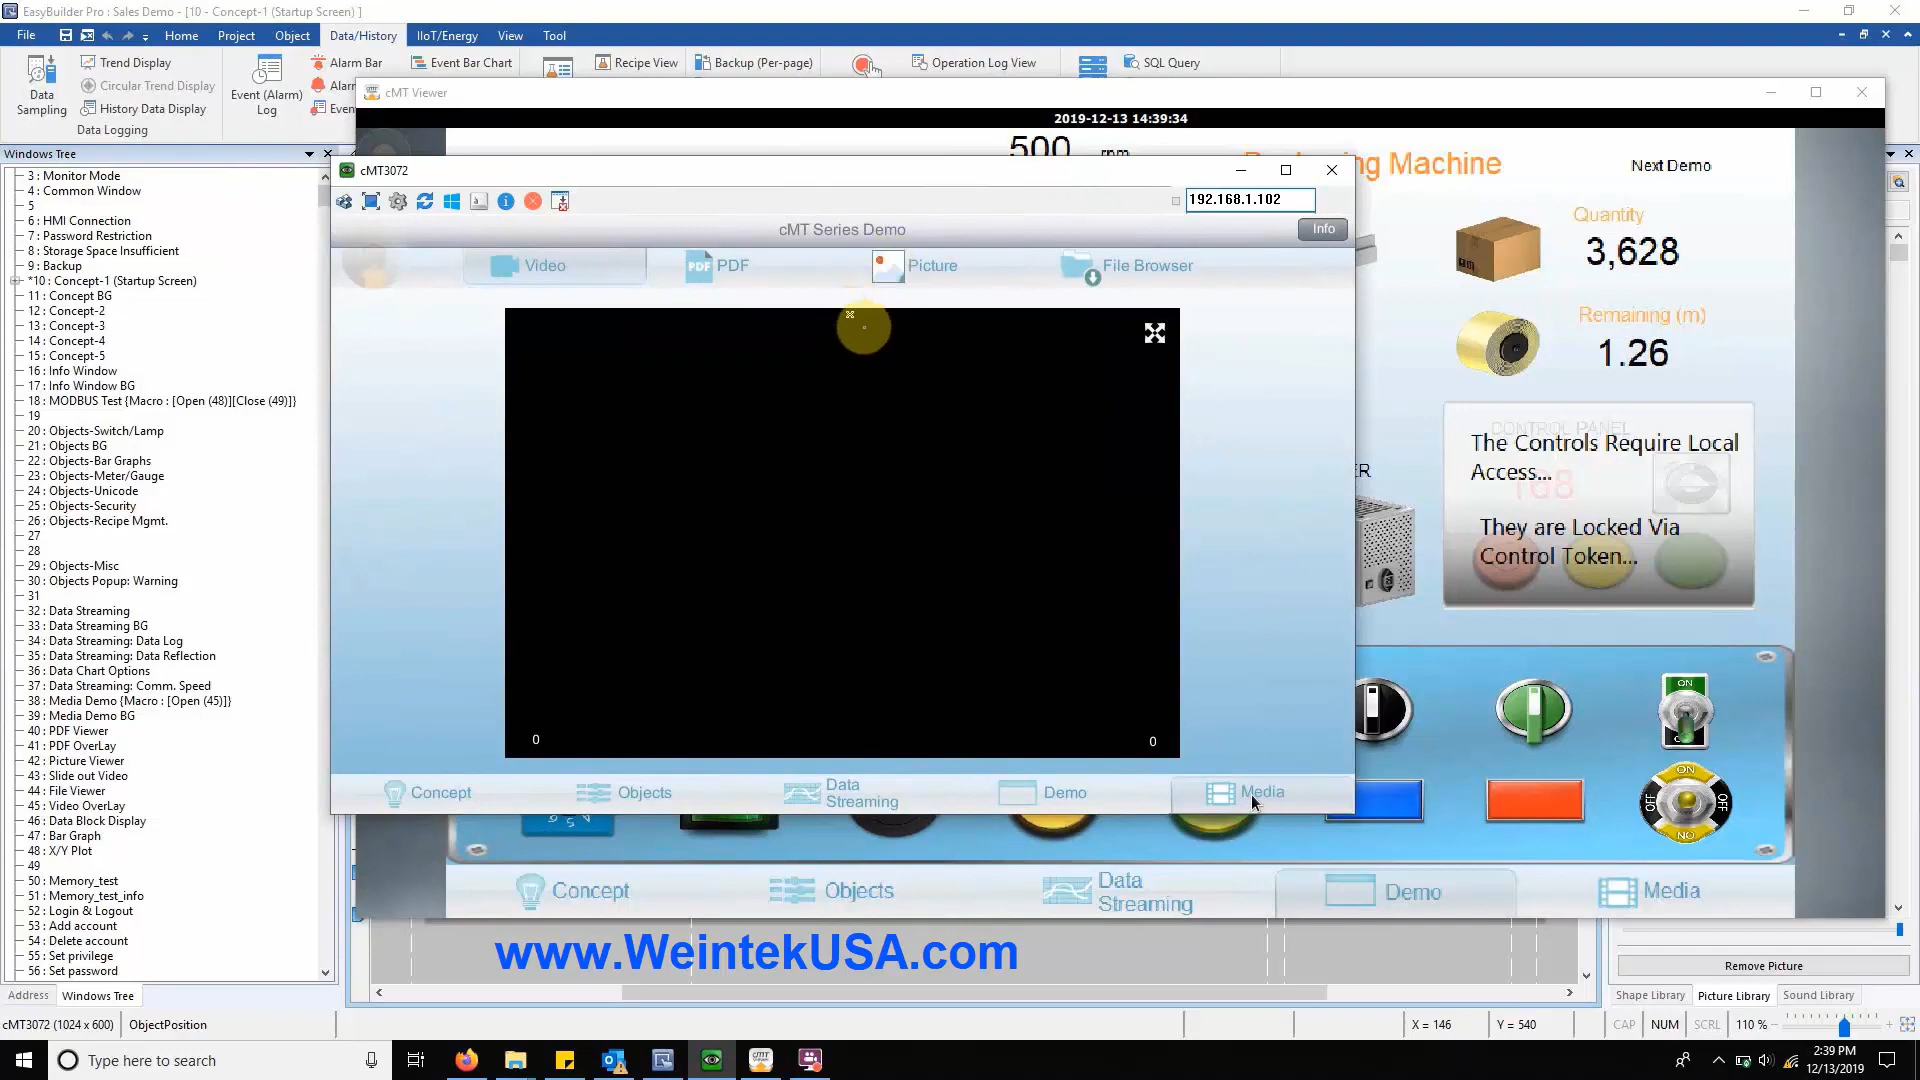 EasyBuilder Pro : Sales Demo - [10 - Concept-1 (Startup Screen) ]
File Home Project Object Data/History IIoT/Energy View Tool
Data Sampling
Trend Display
Circular Trend Display
History Data Display
Data Logging
Event (Alarm) Log
Alarm Bar
Event Bar Chart
Recipe View
Backup (Per-page)
Operation Log View
SQL Query
Windows Tree
3 : Monitor Mode
4 : Common Window
5
6 : HMI Connection
7 : Password Restriction
8 : Storage Space Insufficient
9 : Backup
*10 : Concept-1 (Startup Screen)
11 : Concept BG
12 : Concept-2
13 : Concept-3
14 : Concept-4
15 : Concept-5
16 : Info Window
17 : Info Window BG
18 : MODBUS Test {Macro : [Open (48)][Close (49)]}
19
20 : Objects-Switch/Lamp
21 : Objects BG
22 : Objects-Bar Graphs
23 : Objects-Meter/Gauge
24 : Objects-Unicode
25 : Objects-Security
26 : Objects-Recipe Mgmt.
27
28
29 : Objects-Misc
30 : Objects Popup: Warning
31
32 : Data Streaming
33 : Data Streaming BG
34 : Data Streaming: Data Log
35 : Data Streaming: Data Reflection
36 : Data Chart Options
37 : Data Streaming: Comm. Speed
38 : Media Demo {Macro : [Open (45)]}
39 : Media Demo BG
40 : PDF Viewer
41 : PDF OverLay
42 : Picture Viewer
43 : Slide out Video
44 : File Viewer
45 : Video OverLay
46 : Data Block Display
47 : Bar Graph
48 : X/Y Plot
49
50 : Memory_test
51 : Memory_test_info
52 : Login & Logout
53 : Add account
54 : Delete account
55 : Set privilege
56 : Set password
Address Windows Tree
cMT3072 (1024 x 600) ObjectPosition
cMT Viewer
2019-12-13 14:39:34
500 rpm
Machine
Next Demo
Quantity
3,628
Remaining (m)
1.26
CONTROL PANEL
The Controls Require Local
Access...
They are Locked Via
Control Token...
ON
ON
OFF
OFF
ON
Concept Objects Data Streaming Demo Media
cMT3072
192.168.1.102
cMT Series Demo
Info
Video PDF Picture File Browser
0 0
Concept Objects Data Streaming Demo Media
www.WeintekUSA.com
Remove Picture
Shape Library Picture Library Sound Library
X = 146 Y = 540 CAP NUM SCRL 110 %
Type here to search
2:39 PM
12/13/2019